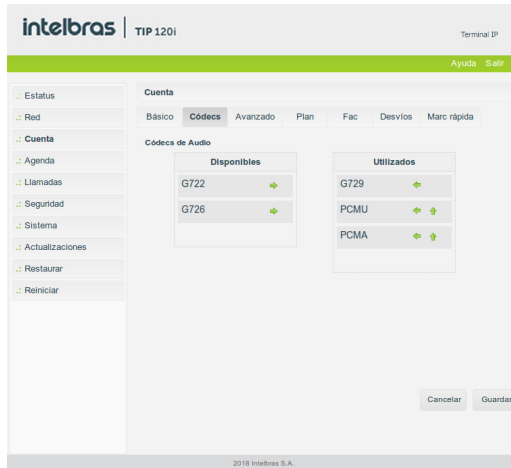 intelbras | TIP 120i
Terminal IP
Ayuda Salir
.: Estatus
.: Red
.: Cuenta
.: Agenda
.: Llamadas
.: Seguridad
.: Sistema
.: Actualizaciones
.: Restaurar
.: Reiniciar
Cuenta
Básico Códecs Avanzado Plan Fac Desvíos Marc rápida
Códecs de Audio
Disponibles
G722
G726
Utilizados
G729
PCMU
PCMA
Cancelar Guardar
2018 Intelbras S.A.